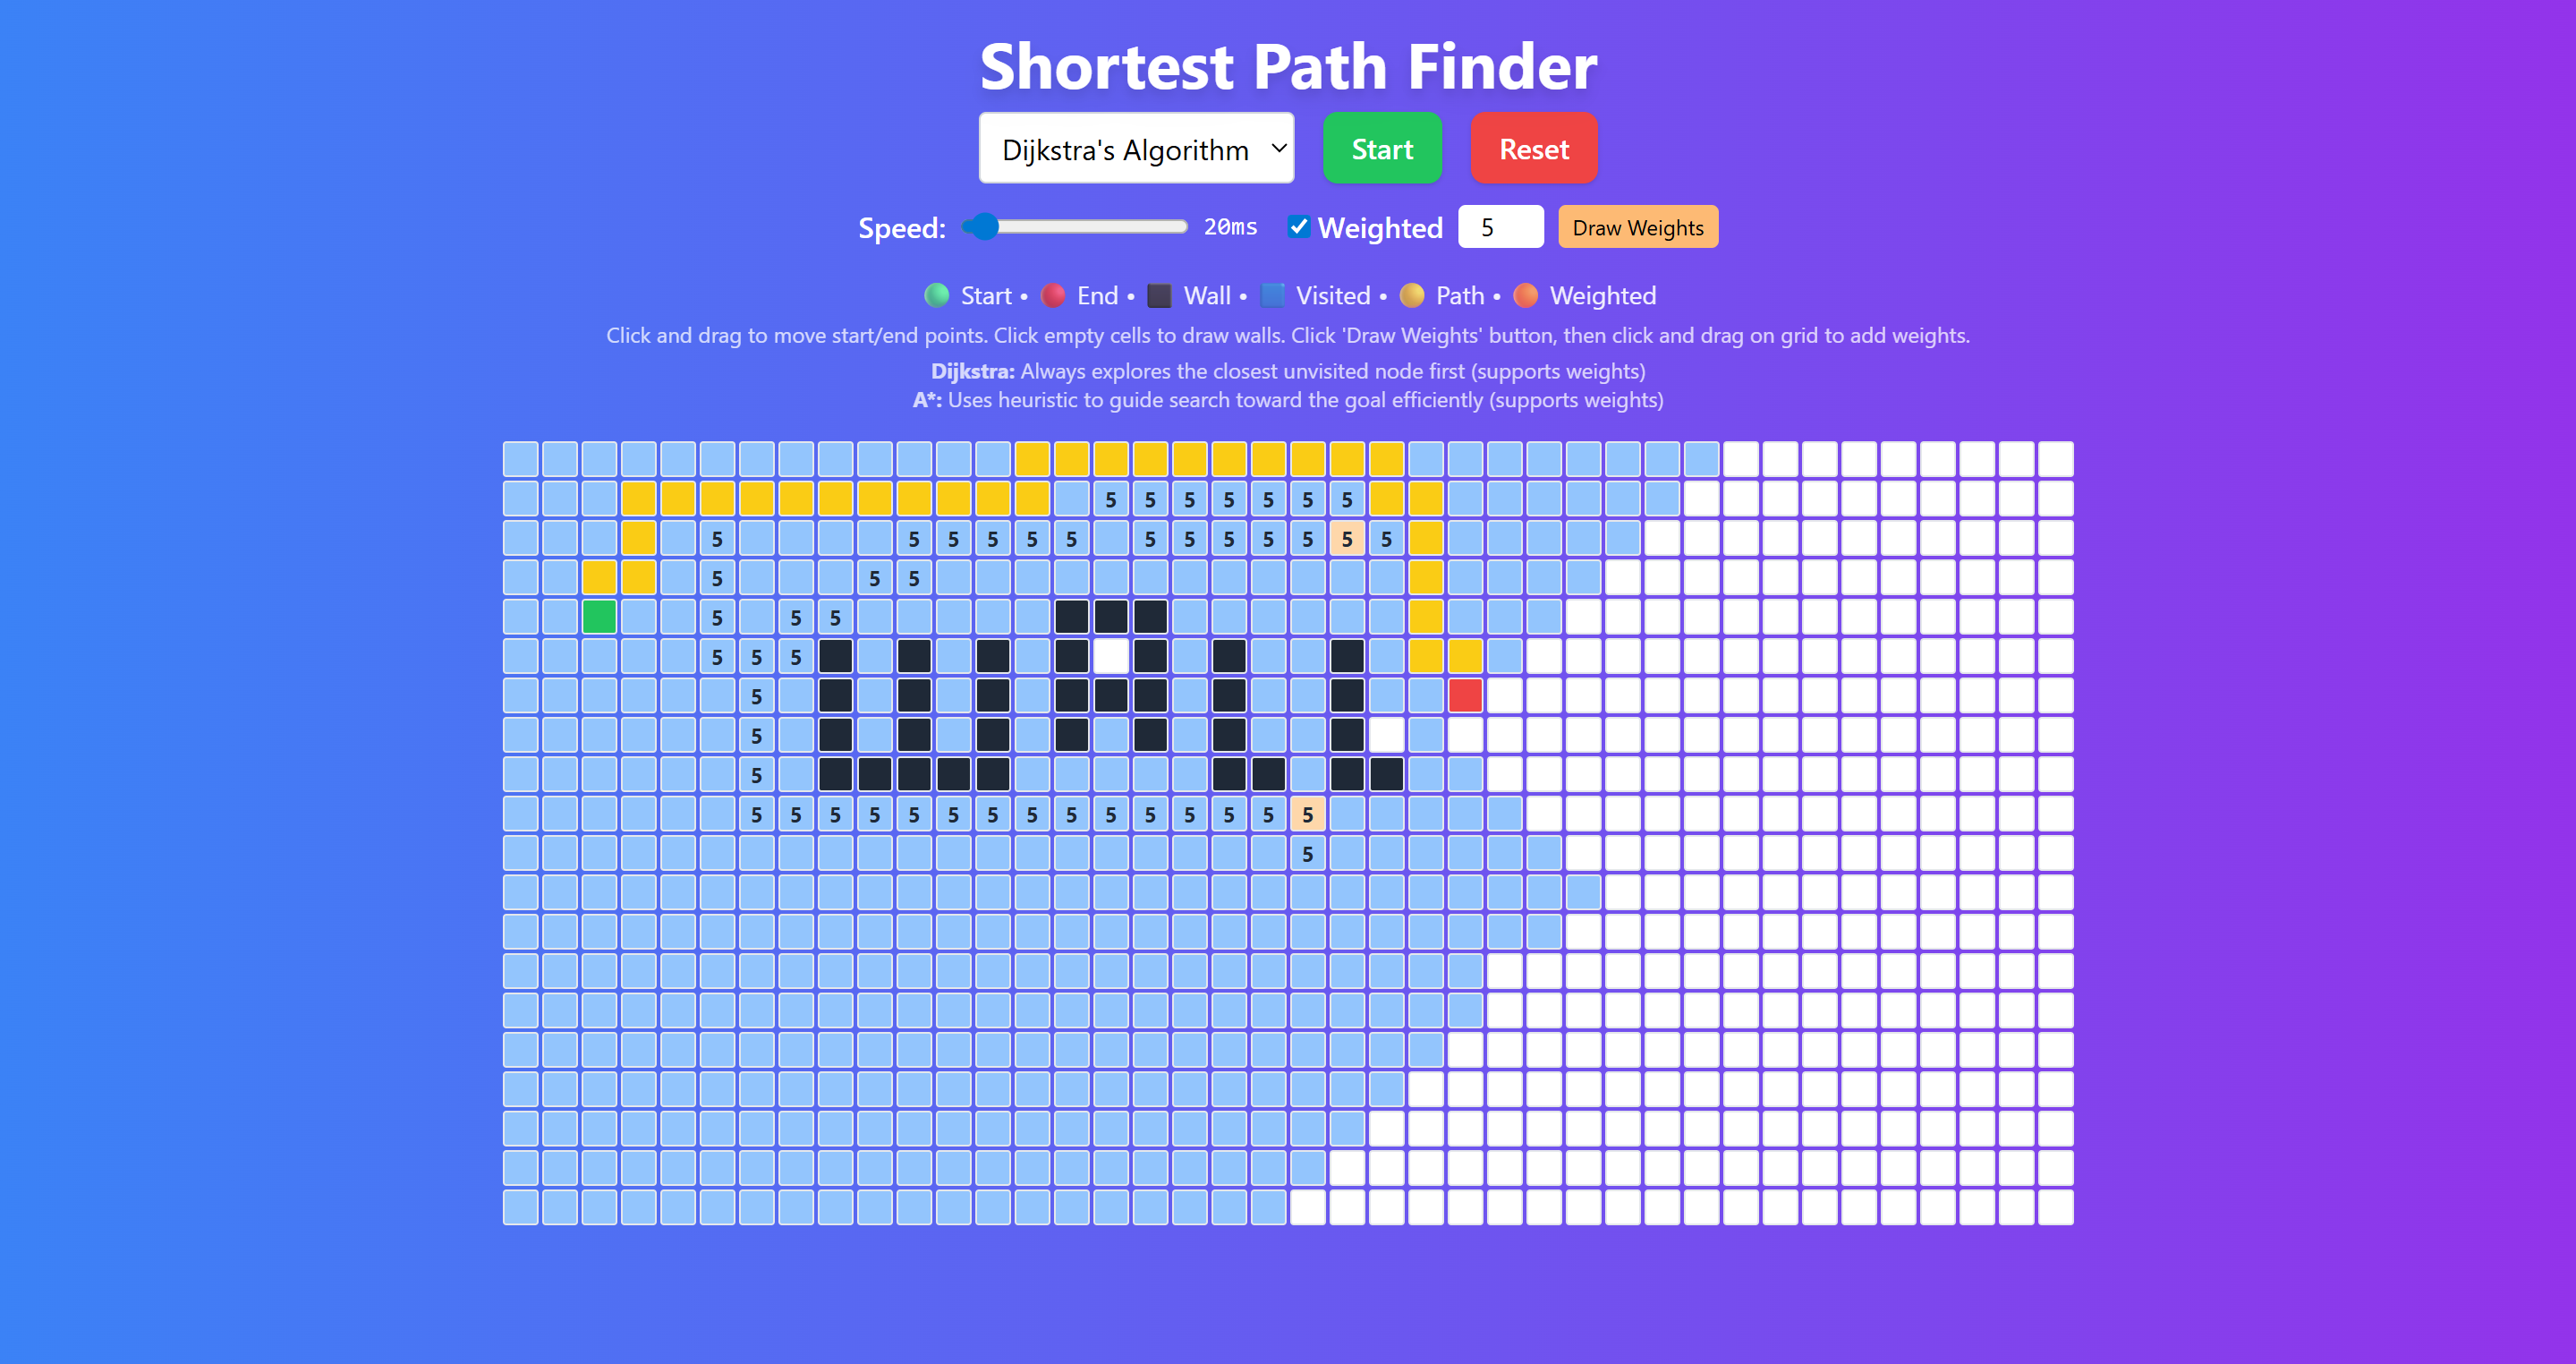 Shortest Path Finder
Dijkstra's Algorithm Start Reset
Speed: 20ms Weighted 5 Draw Weights
Start • End • Wall • Visited • Path • Weighted
Click and drag to move start/end points. Click empty cells to draw walls. Click 'Draw Weights' button, then click and drag on grid to add weights.
Dijkstra: Always explores the closest unvisited node first (supports weights)
A*: Uses heuristic to guide search toward the goal efficiently (supports weights)
5 5 5 5 5 5 5
5 5 5 5 5 5 5 5 5 5 5 5 5
5 5 5
5 5 5
5 5 5
5
5
5
5 5 5 5 5 5 5 5 5 5 5 5 5 5 5
5